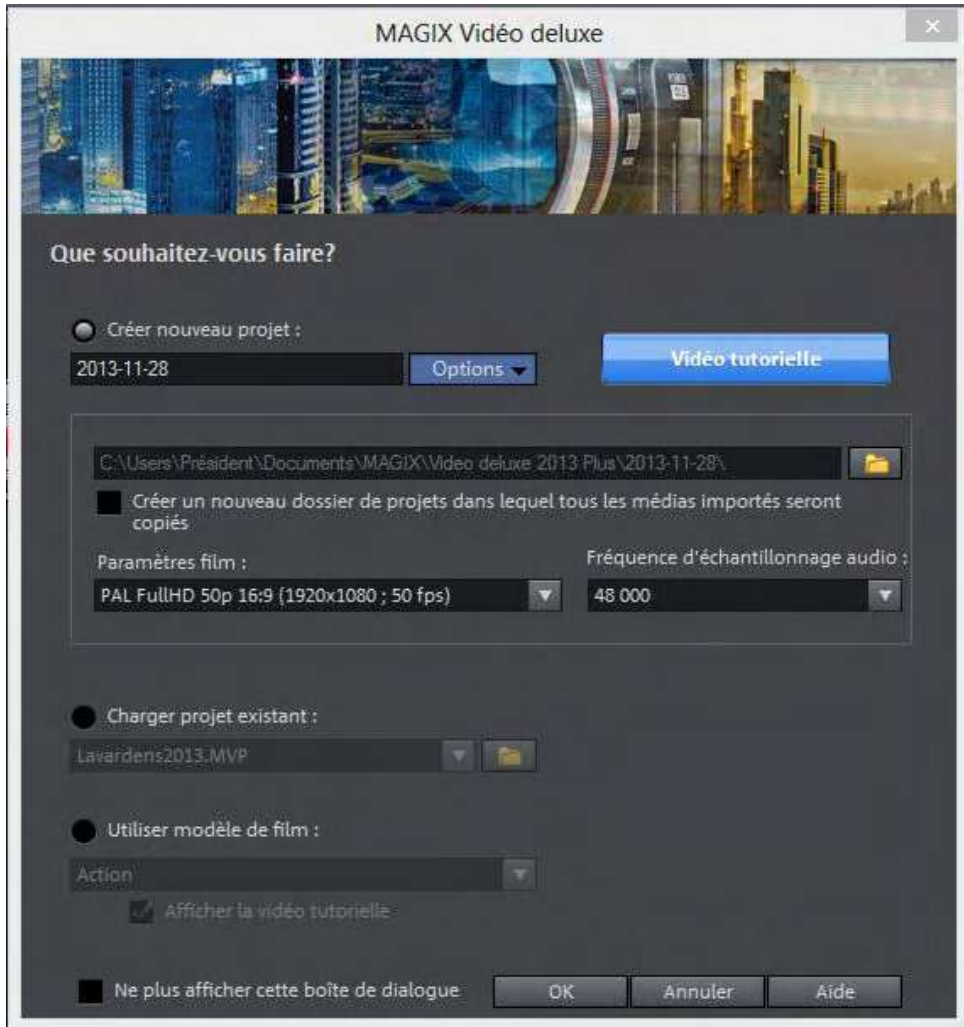 MAGIX Vidéo deluxe
Que souhaitez-vous faire?
Créer nouveau projet :
2013-11-28
Options
Vidéo tutorielle
C:\Users\Président\Documents\MAGIX\Video deluxe 2013 Plus\2013-11-28\
Créer un nouveau dossier de projets dans lequel tous les médias importés seront
copiés
Paramètres film :
Fréquence d'échantillonnage audio :
PAL FullHD 50p 16:9 (1920x1080 ; 50 fps)
48 000
Charger projet existant :
Lavardens2013.MVP
Utiliser modèle de film :
Action
Afficher la vidéo tutorielle
Ne plus afficher cette boîte de dialogue
OK
Annuler
Aide